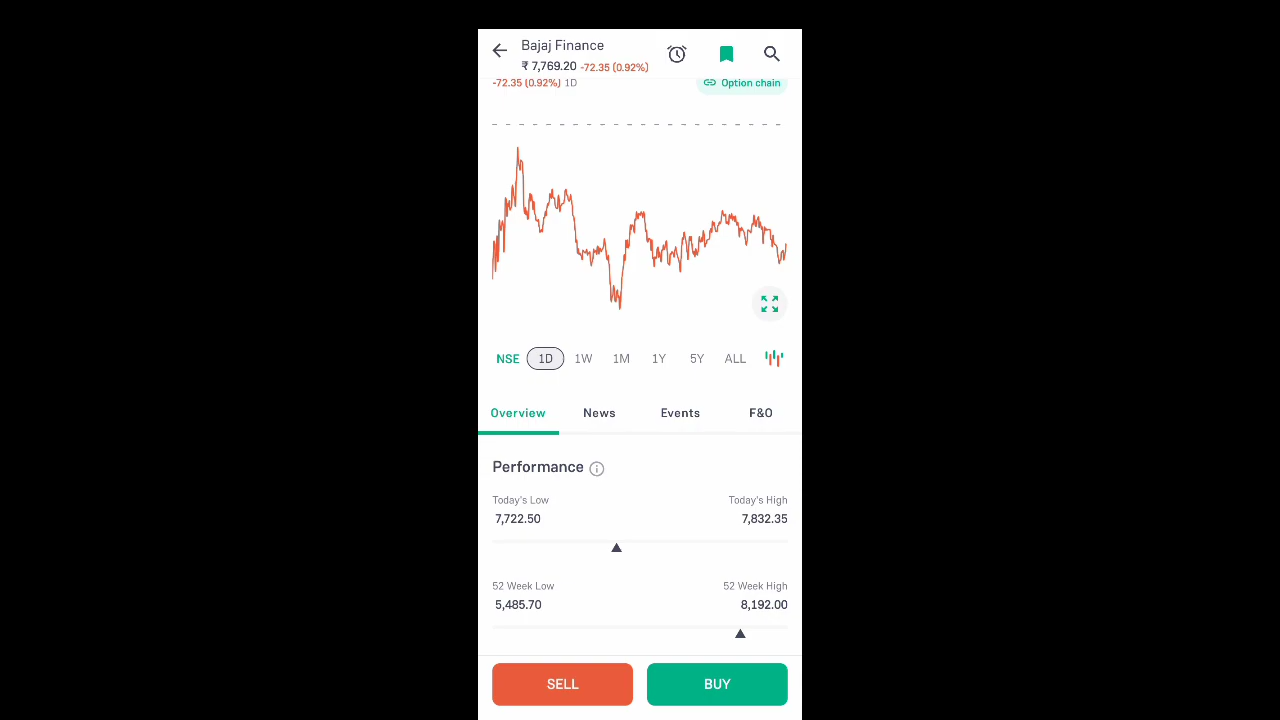 Bajaj Finance
₹ 7,769.20 -72.35 (0.92%)
-72.35 (0.92%) 1D
Option chain
NSE 1D 1W 1M 1Y 5Y ALL
Overview News Events F&O
Performance
Today's Low Today's High
7,722.50 7,832.35
52 Week Low 52 Week High
5,485.70 8,192.00
SELL BUY